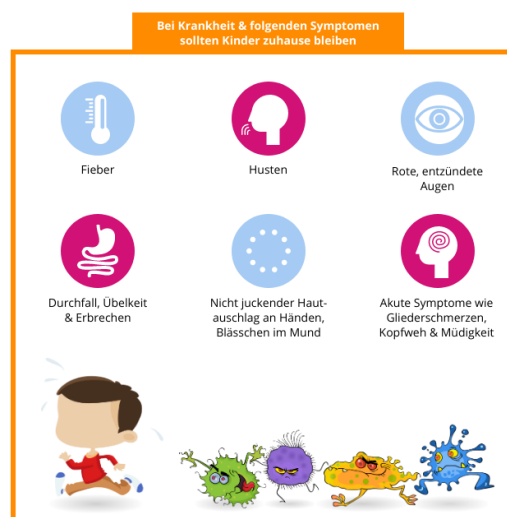 Bei Krankheit & folgenden Symptomen
sollten Kinder zuhause bleiben
Fieber
Husten
Rote, entzündete
Augen
Durchfall, Übelkeit
& Erbrechen
Nicht juckender Haut-
auschlag an Händen,
Blässchen im Mund
Akute Symptome wie
Gliederschmerzen,
Kopfweh & Müdigkeit